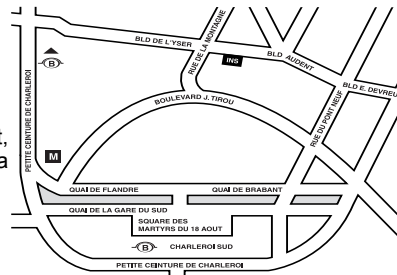 BLD DE L'YSER
RUE DE LA MONTAGNE
B
INS
BLD AUDENT
BLD E. DEVREU
PETITE CEINTURE DE CHARLEROI
BOULEVARD J. TIROU
RUE DU PONT NEUF
t,
a
M
QUAI DE FLANDRE
QUAI DE BRABANT
QUAI DE LA GARE DU SUD
SQUARE DES
MARTYRS DU 18 AOUT
B CHARLEROI SUD
PETITE CEINTURE DE CHARLEROI